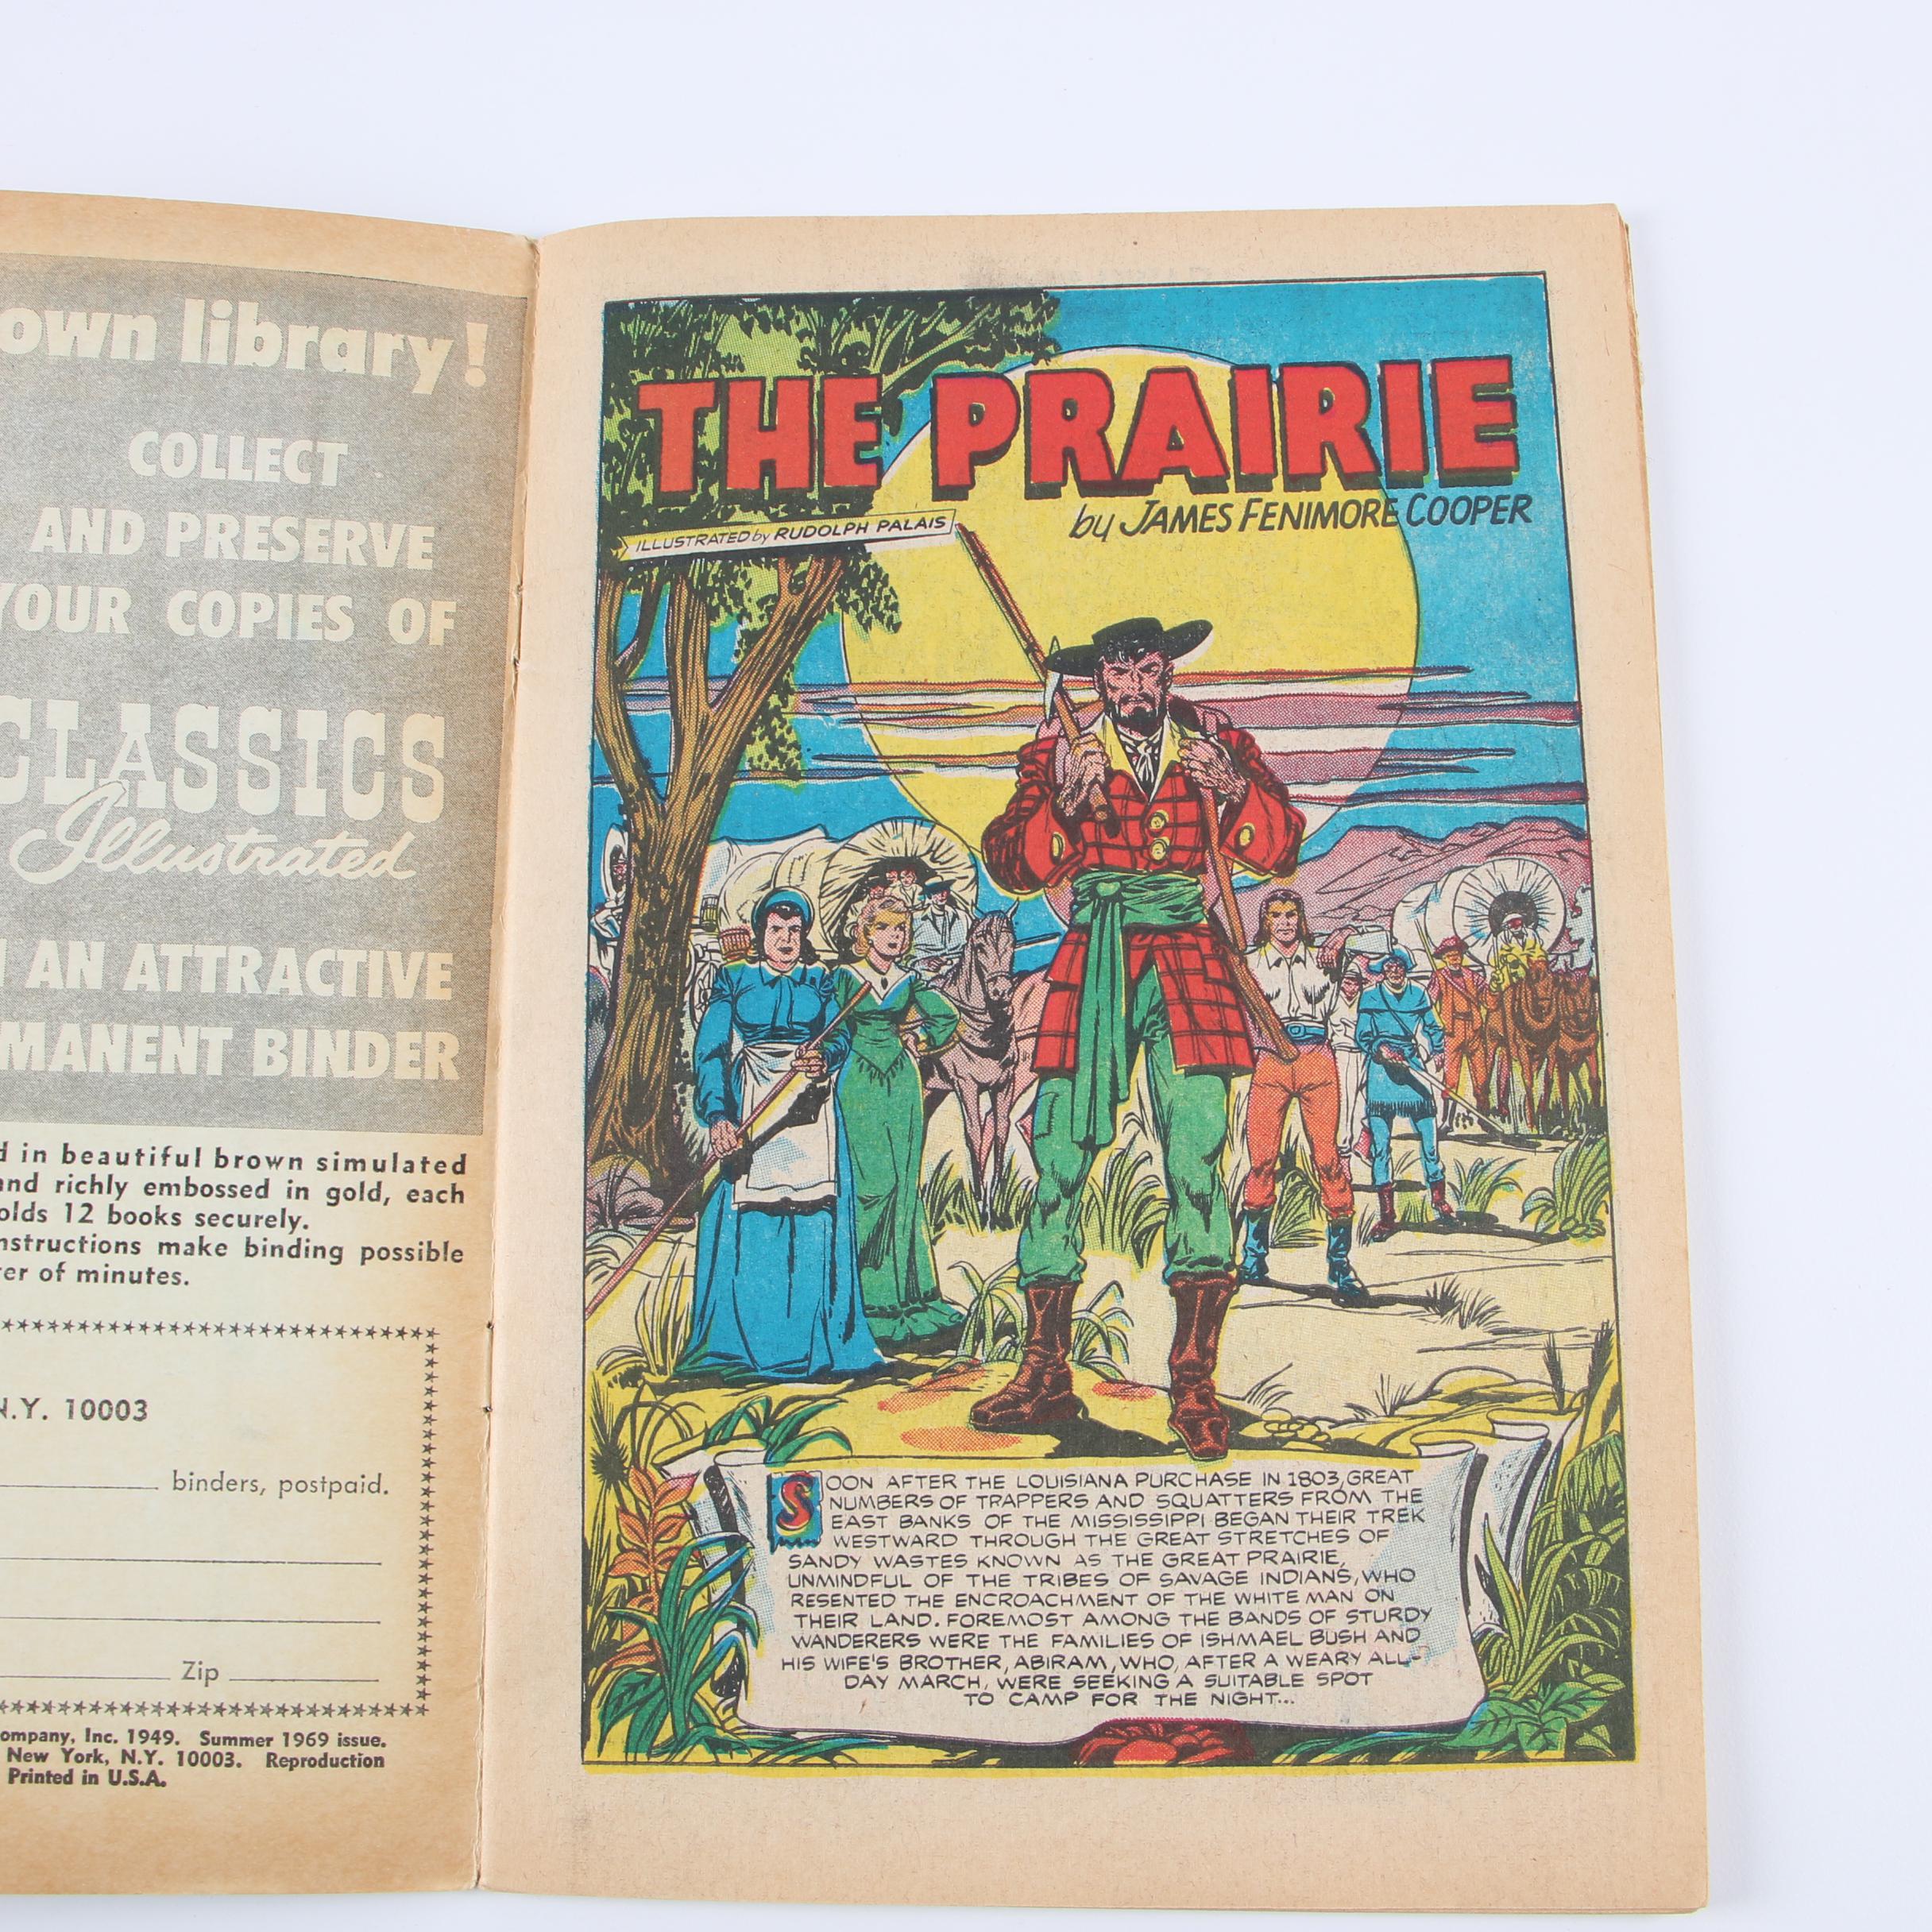 own library!
COLLECT
AND PRESERVE
YOUR COPIES OF
CLASSICS
Illustrated
AN ATTRACTIVE
MANENT BINDER
in beautiful brown simulated
and richly embossed in gold, each
olds 12 books securely.
nstructions make binding possible
er of minutes.
N.Y. 10003
binders, postpaid.
Zip
ompany, Inc. 1949. Summer 1969 issue.
New York, N.Y. 10003. Reproduction
Printed in U.S.A.
THE PRAIRIE
by JAMES FENIMORE COOPER
ILLUSTRATED by RUDOLPH PALAIS
SOON AFTER THE LOUISIANA PURCHASE IN 1803, GREAT
NUMBERS OF TRAPPERS AND SQUATTERS FROM THE
EAST BANKS OF THE MISSISSIPPI BEGAN THEIR TREK
WESTWARD THROUGH THE GREAT STRETCHES OF
SANDY WASTES KNOWN AS THE GREAT PRAIRIE,
UNMINDFUL OF THE TRIBES OF SAVAGE INDIANS, WHO
RESENTED THE ENCROACHMENT OF THE WHITE MAN ON
THEIR LAND. FOREMOST AMONG THE BANDS OF STURDY
WANDERERS WERE THE FAMILIES OF ISHMAEL BUSH AND
HIS WIFE'S BROTHER, ABIRAM, WHO, AFTER A WEARY ALL-
DAY MARCH, WERE SEEKING A SUITABLE SPOT
TO CAMP FOR THE NIGHT...